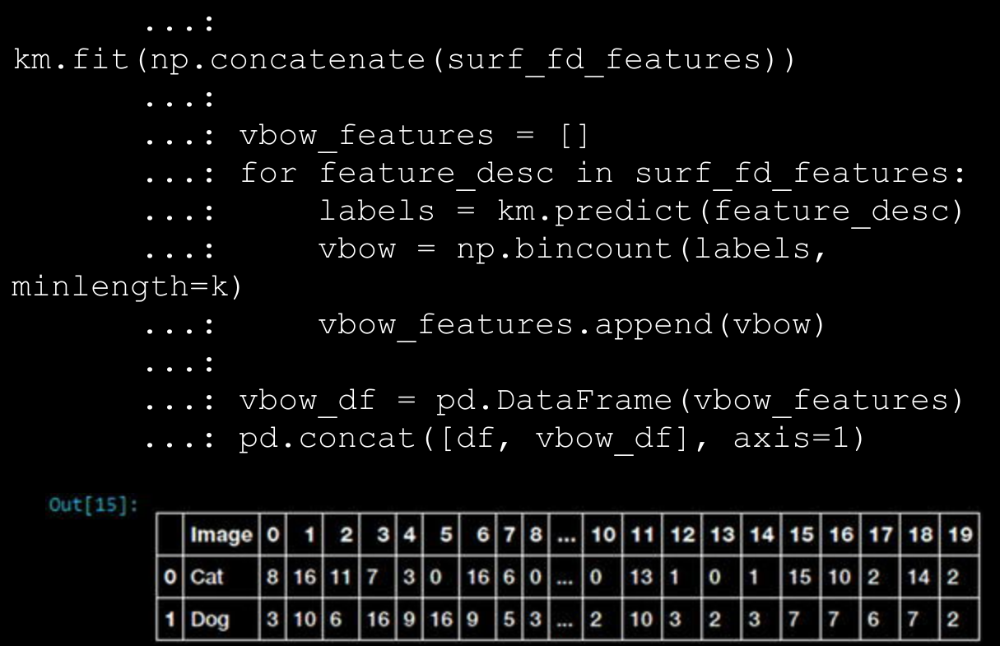 ...:
km.fit(np.concatenate(surf_fd_features))
...:
...: vbow_features = []
...: for feature_desc in surf_fd_features:
...:     labels = km.predict(feature_desc)
...:     vbow = np.bincount(labels,
minlength=k)
...:     vbow_features.append(vbow)
...:
...: vbow_df = pd.DataFrame(vbow_features)
...: pd.concat([df, vbow_df], axis=1)
Out[15]:
Image 0 1 2 3 4 5 6 7 8 ... 10 11 12 13 14 15 16 17 18 19
0 Cat 8 16 11 7 3 0 16 6 0 ... 0 13 1 0 1 15 10 2 14 2
1 Dog 3 10 6 16 9 16 9 5 3 ... 2 10 3 2 3 7 7 6 7 2